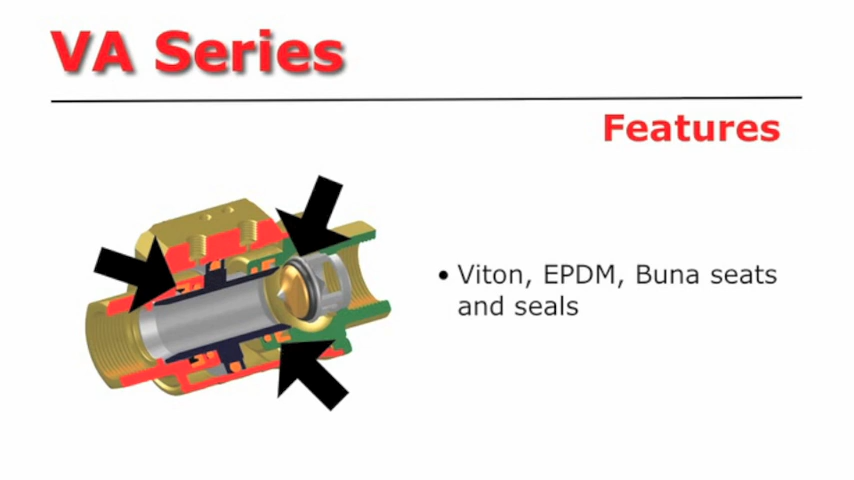 VA Series
Features
• Viton, EPDM, Buna seats
and seals